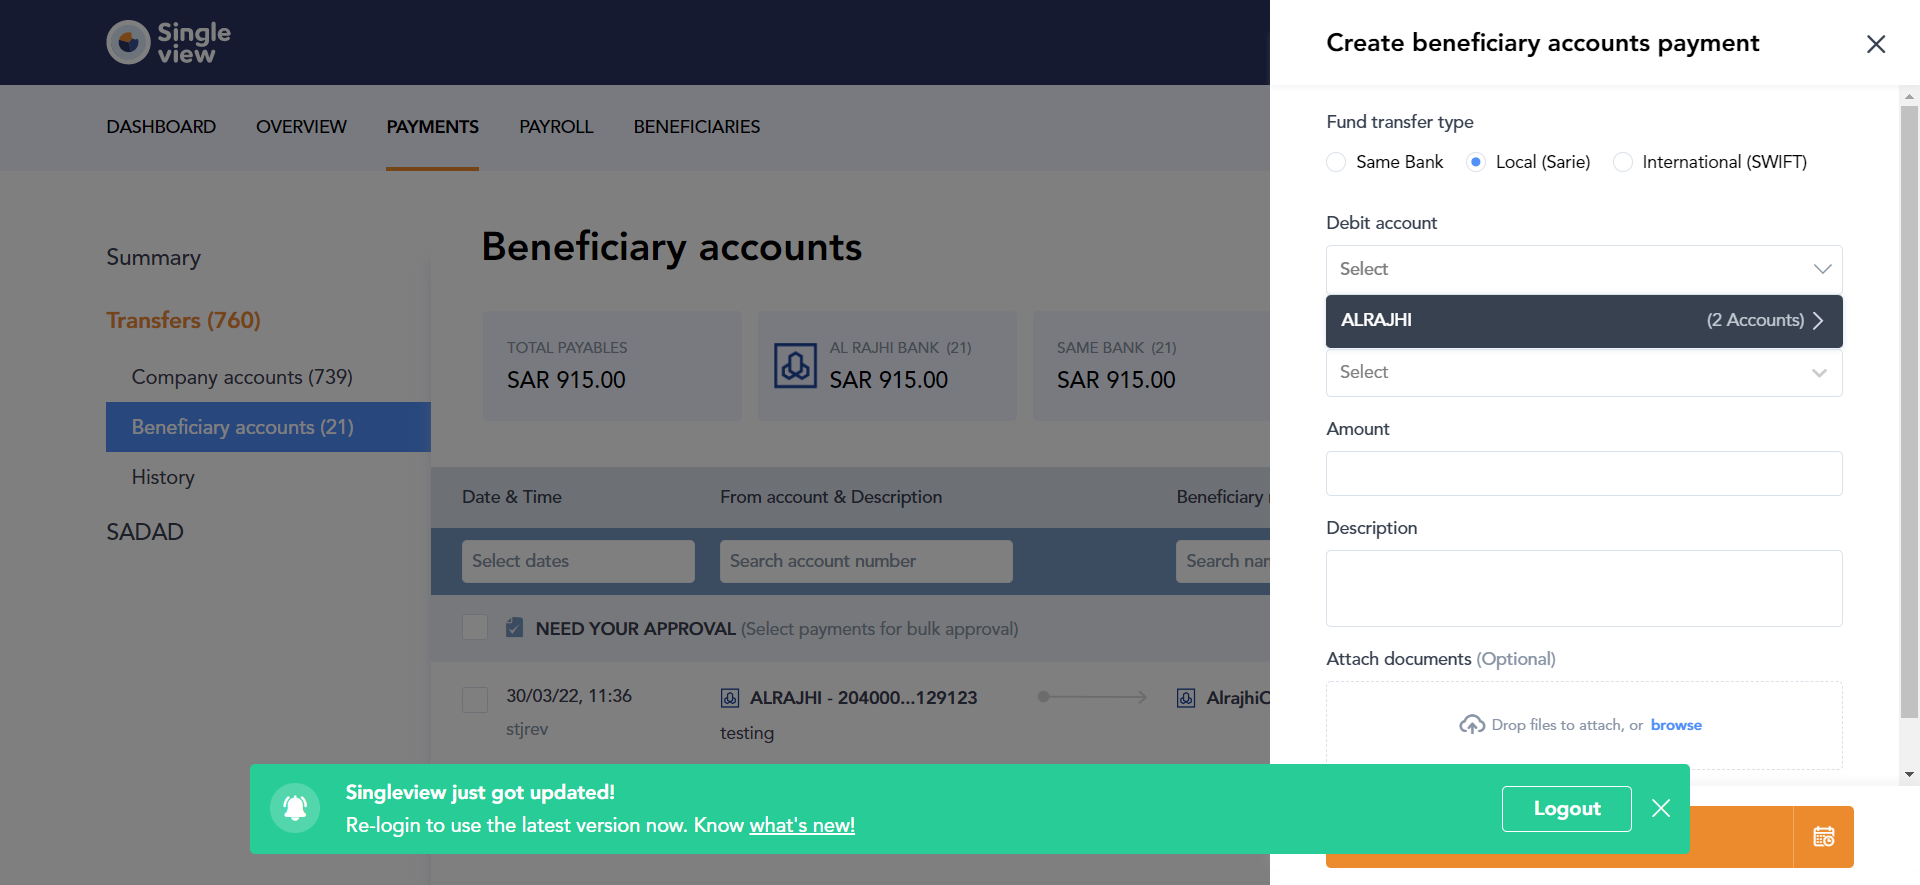 Single
view
DASHBOARD OVERVIEW PAYMENTS PAYROLL BENEFICIARIES
Summary
Transfers (760)
Company accounts (739)
Beneficiary accounts (21)
History
SADAD
Beneficiary accounts
TOTAL PAYABLES
SAR 915.00
AL RAJHI BANK (21)
SAR 915.00
SAME BANK (21)
SAR 915.00
Date & Time From account & Description Beneficiary
Select dates Search account number Search nar
NEED YOUR APPROVAL (Select payments for bulk approval)
30/03/22, 11:36 ALRAJHI - 204000...129123 AlrajhiC
stjrev testing
Create beneficiary accounts payment
Fund transfer type
Same Bank Local (Sarie) International (SWIFT)
Debit account
Select
ALRAJHI (2 Accounts)
Select
Amount
Description
Attach documents (Optional)
Drop files to attach, or browse
Singleview just got updated!
Re-login to use the latest version now. Know what's new!
Logout